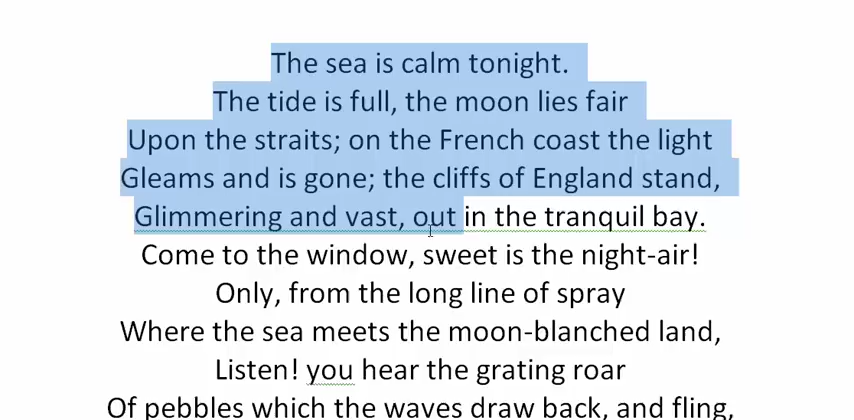 The sea is calm tonight.
The tide is full, the moon lies fair
Upon the straits; on the French coast the light
Gleams and is gone; the cliffs of England stand,
Glimmering and vast, out in the tranquil bay.
Come to the window, sweet is the night-air!
Only, from the long line of spray
Where the sea meets the moon-blanched land,
Listen! you hear the grating roar
Of pebbles which the waves draw back, and fling,